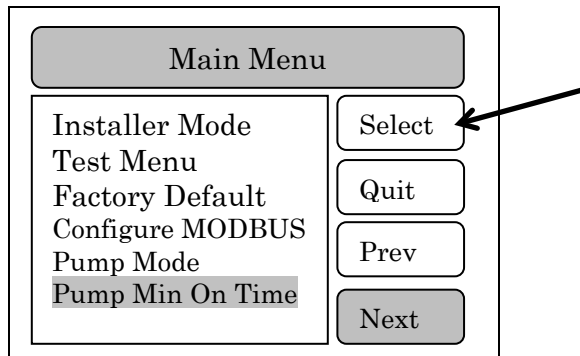 Main Menu
Installer Mode
Test Menu
Factory Default
Configure MODBUS
Pump Mode
Pump Min On Time
Select
Quit
Prev
Next